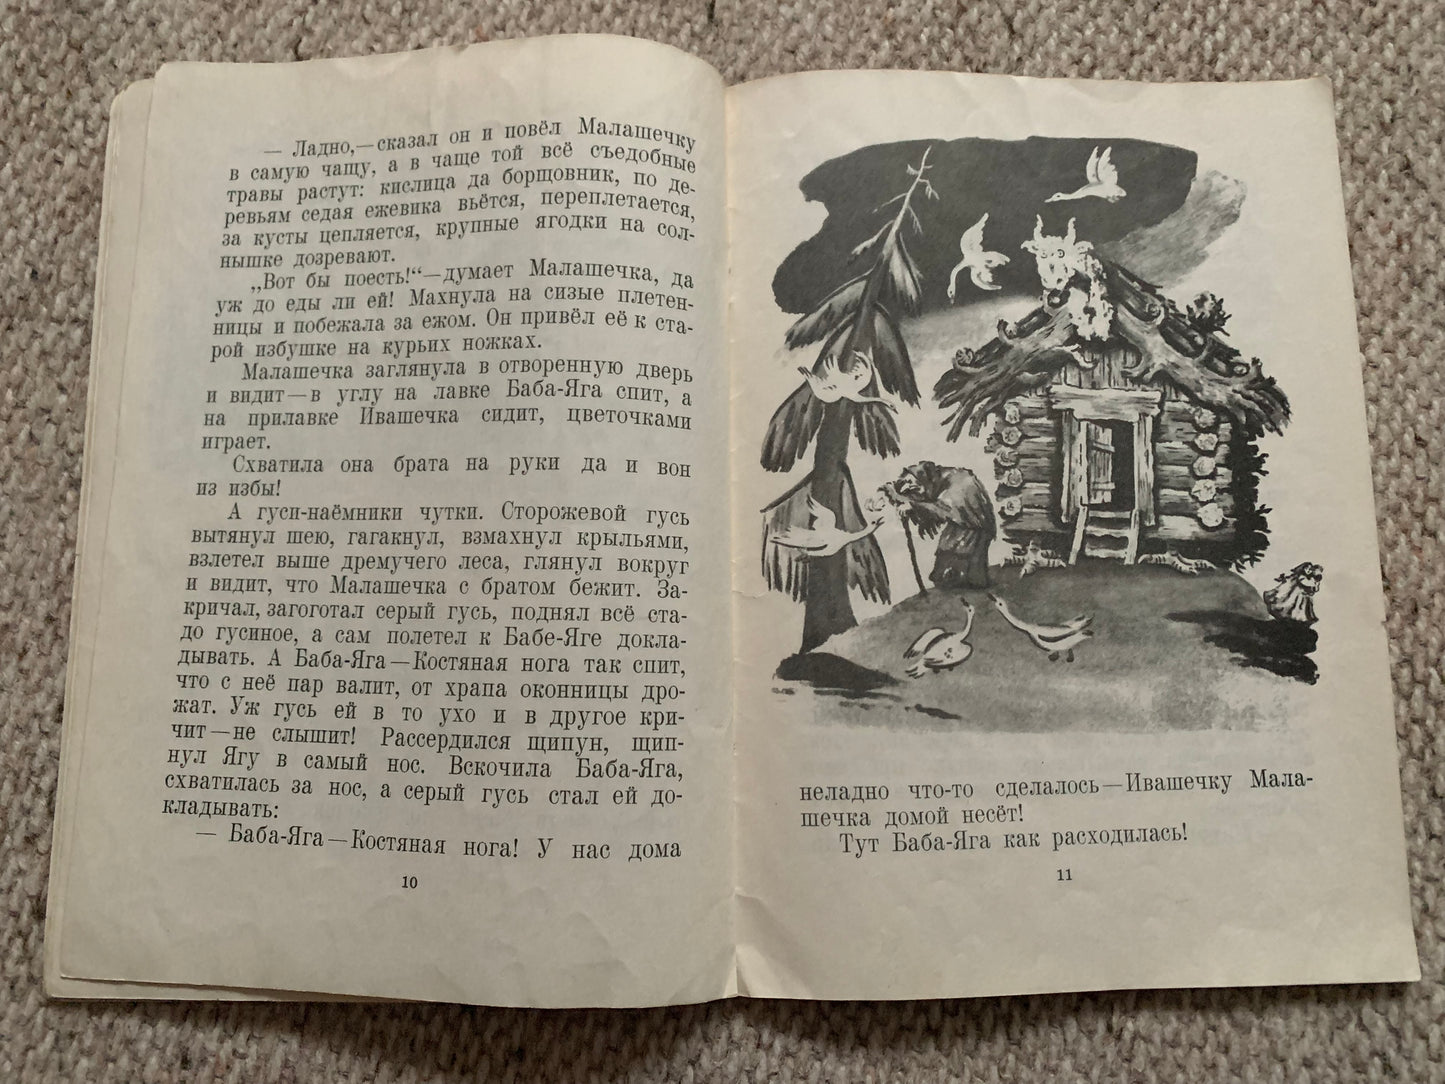 — Ладно,—сказал он и повёл Малашечку
в самую чащу, а в чаще той всё съедобные
травы растут: кислица да борщовник, по де-
ревьям седая ежевика вьётся, переплетается,
за кусты цепляется, крупные ягодки на сол-
нышке дозревают.
„Вот бы поесть!“—думает Малашечка, да
уж до еды ли ей! Махнула на сизые плетен-
ницы и побежала за ежом. Он привёл её к ста-
рой избушке на курьих ножках.
Малашечка заглянула в отворенную дверь
и видит—в углу на лавке Баба-Яга спит, а
на прилавке Ивашечка сидит, цветочками
играет.
Схватила она брата на руки да и вон
из избы!
А гуси-наёмники чутки. Сторожевой гусь
вытянул шею, гагакнул, взмахнул крыльями,
взлетел выше дремучего леса, глянул вокруг
и видит, что Малашечка с братом бежит. За-
кричал, загоготал серый гусь, поднял всё ста-
до гусиное, а сам полетел к Бабе-Яге докла-
дывать. А Баба-Яга—Костяная нога так спит,
что с неё пар валит, от храпа оконницы дро-
жат. Уж гусь ей в то ухо и в другое кри-
чит—не слышит! Рассердился щипун, щип-
нул Ягу в самый нос. Вскочила Баба-Яга,
схватилась за нос, а серый гусь стал ей до-
кладывать:
— Баба-Яга—Костяная нога! У нас дома
10
неладно что-то сделалось—Ивашечку Мала-
шечка домой несёт!
Тут Баба-Яга как расходилась!
11